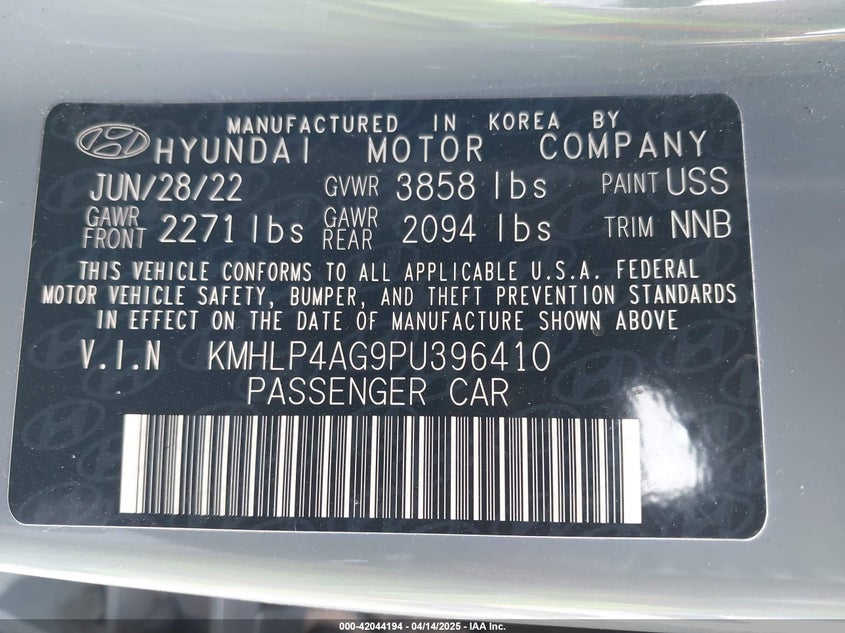 MANUFACTURED IN KOREA BY
HYUNDAI MOTOR COMPANY
JUN/28/22 GVWR 3858 lbs PAINT USS
GAWR FRONT 2271 lbs GAWR REAR 2094 lbs TRIM NNB
THIS VEHICLE CONFORMS TO ALL APPLICABLE U.S.A. FEDERAL
MOTOR VEHICLE SAFETY, BUMPER, AND THEFT PREVENTION STANDARDS
IN EFFECT ON THE DATE OF MANUFACTURE SHOWN ABOVE
V.I.N KMHLP4AG9PU396410
PASSENGER CAR
000-42044194 - 04/14/2025 - IAA Inc.